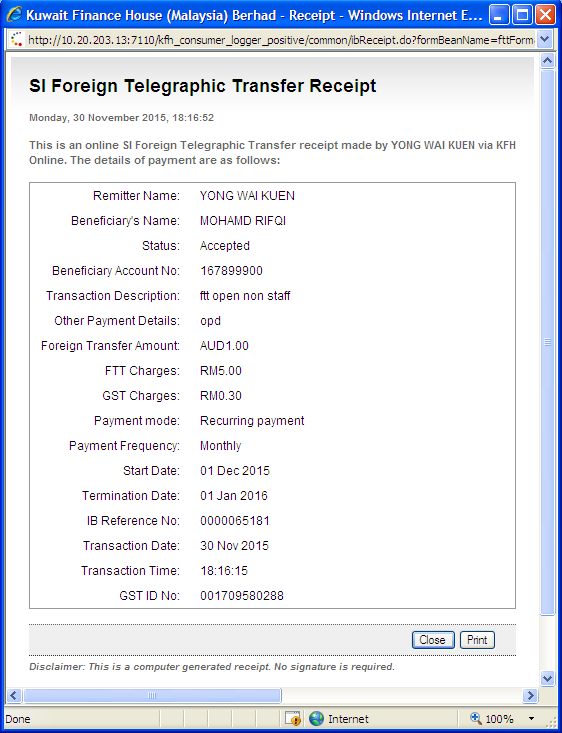 Kuwait Finance House (Malaysia) Berhad - Receipt - Windows Internet E...
http://10.20.203.13:7110/kfh_consumer_logger_positive/common/ibReceipt.do?formBeanName=fttForm
SI Foreign Telegraphic Transfer Receipt
Monday, 30 November 2015, 18:16:52
This is an online SI Foreign Telegraphic Transfer receipt made by YONG WAI KUEN via KFH
Online. The details of payment are as follows:
Remitter Name: YONG WAI KUEN
Beneficiary's Name: MOHAMD RIFQI
Status: Accepted
Beneficiary Account No: 167899900
Transaction Description: ftt open non staff
Other Payment Details: opd
Foreign Transfer Amount: AUD1.00
FTT Charges: RM5.00
GST Charges: RM0.30
Payment mode: Recurring payment
Payment Frequency: Monthly
Start Date: 01 Dec 2015
Termination Date: 01 Jan 2016
IB Reference No: 0000065181
Transaction Date: 30 Nov 2015
Transaction Time: 18:16:15
GST ID No: 001709580288
Close Print
Disclaimer: This is a computer generated receipt. No signature is required.
Done Internet 100%